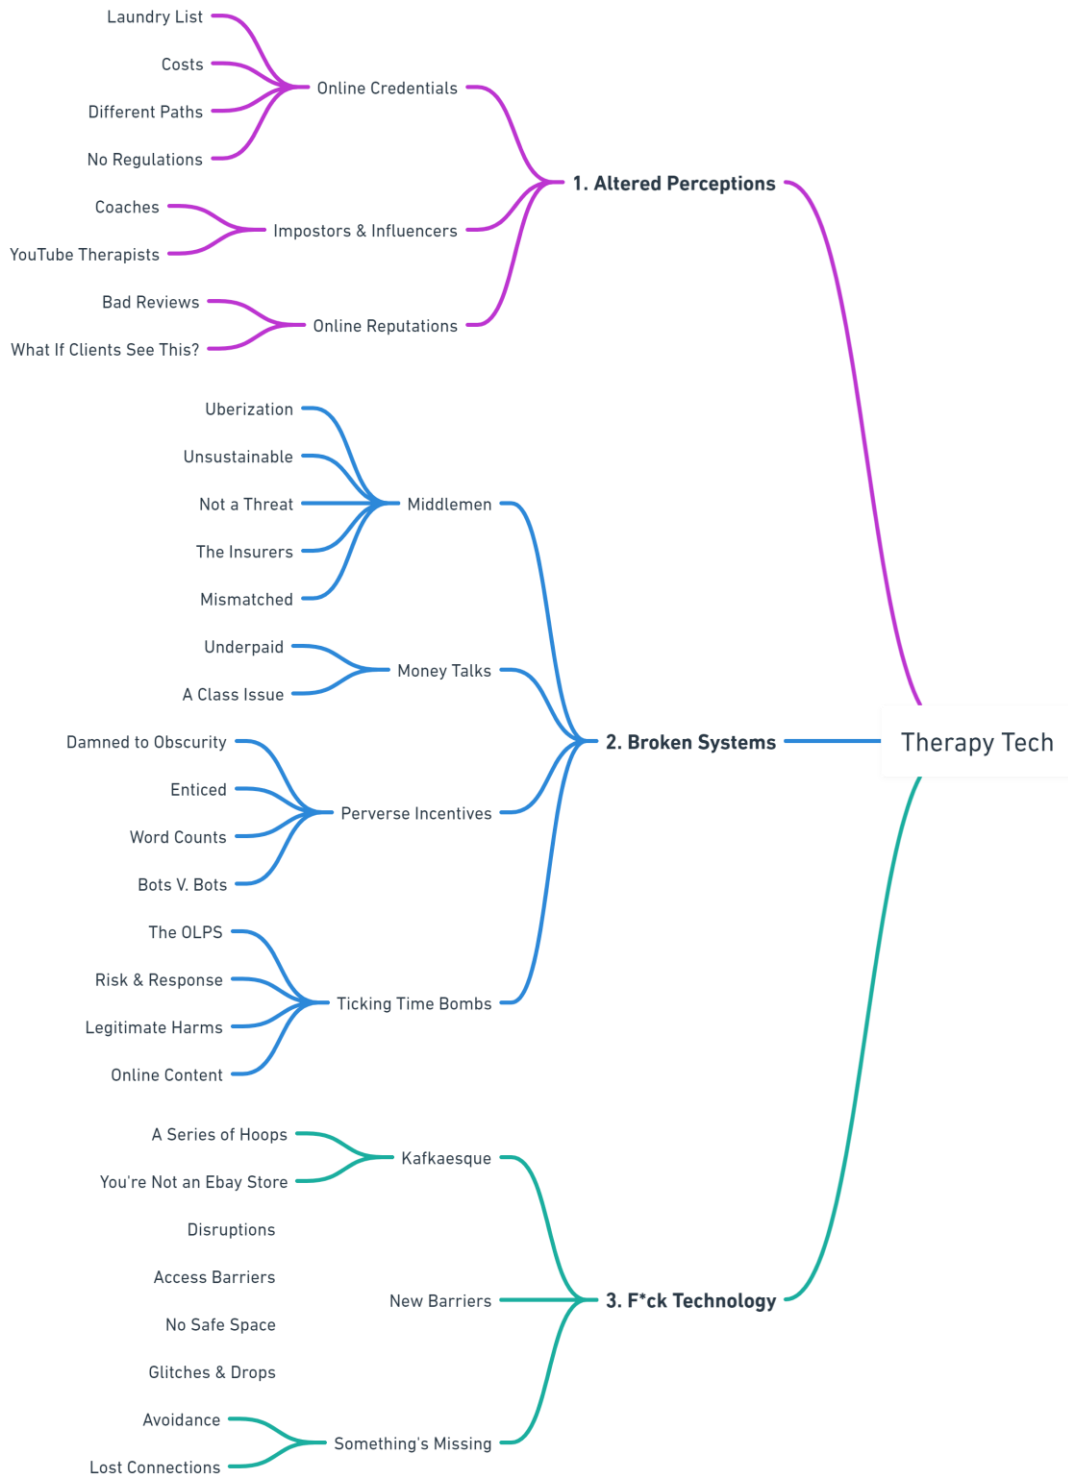 Laundry List
Costs
Different Paths
No Regulations
Online Credentials
Coaches
YouTube Therapists
Impostors & Influencers
Bad Reviews
What If Clients See This?
Online Reputations
1. Altered Perceptions
Uberization
Unsustainable
Not a Threat
The Insurers
Mismatched
Middlemen
Underpaid
A Class Issue
Money Talks
Damned to Obscurity
Enticed
Word Counts
Bots V. Bots
Perverse Incentives
The OLPS
Risk & Response
Legitimate Harms
Online Content
Ticking Time Bombs
2. Broken Systems
Therapy Tech
A Series of Hoops
You're Not an Ebay Store
Kafkaesque
Disruptions
Access Barriers
No Safe Space
Glitches & Drops
New Barriers
Avoidance
Lost Connections
Something's Missing
3. F*ck Technology